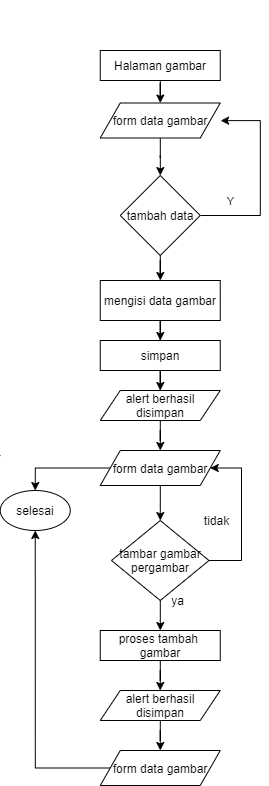 Halaman gambar
form data gambar
tambah data
Y
mengisi data gambar
simpan
alert berhasil
disimpan
form data gambar
selesai
tidak
tambar gambar
pergambar
ya
proses tambah
gambar
alert berhasil
disimpan
form data gambar